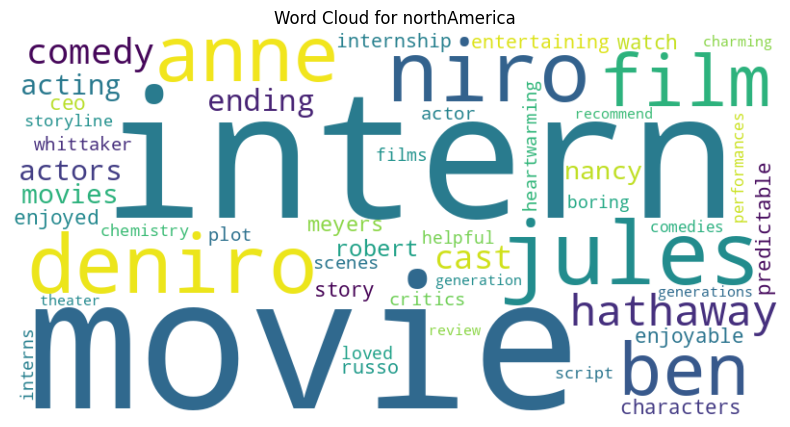 Word Cloud for northAmerica
comedy
anne
internship
entertaining
watch
charming
acting
niro
film
ceo
ending
storyline
actor
recommend
whittaker
intern
heartwarming
performances
films
actors
nancy
predictable
movies
boring
enjoyed
chemistry
plot
meyers
helpful
comedies
deniro
robert
cast
jules
scenes
story
generation
generations
theater
critics
hathaway
movie
review
enjoyable
interns
loved
russo
script
ben
characters